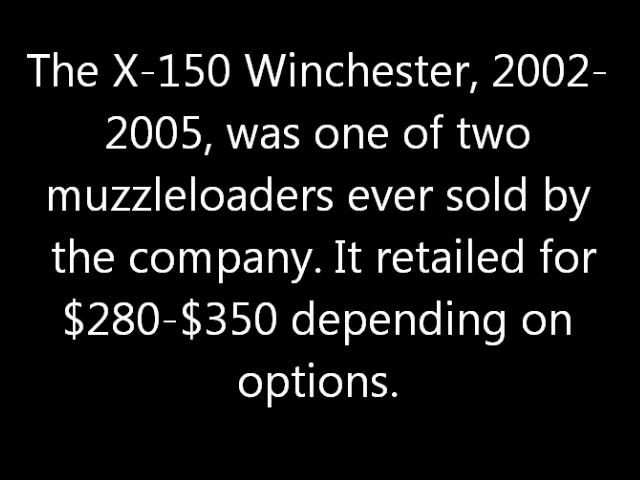 The X-150 Winchester, 2002-
2005, was one of two
muzzleloaders ever sold by
the company. It retailed for
$280-$350 depending on
options.